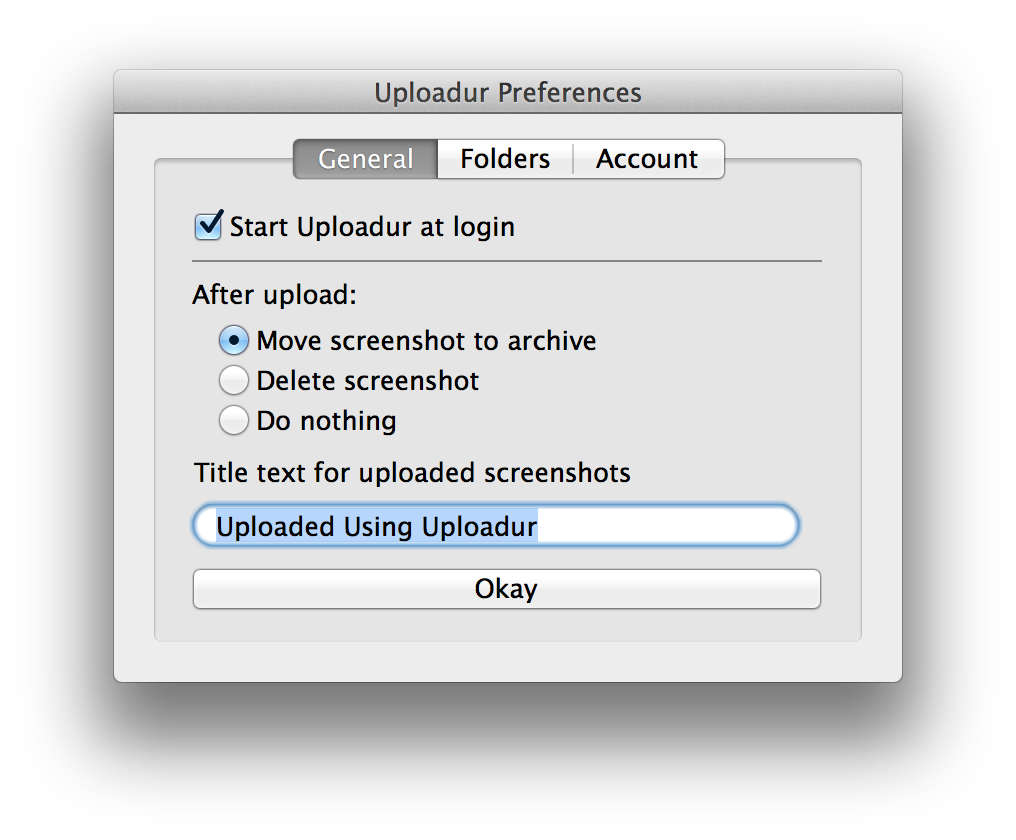 Uploadur Preferences
General Folders Account
Start Uploadur at login
After upload:
Move screenshot to archive
Delete screenshot
Do nothing
Title text for uploaded screenshots
Uploaded Using Uploadur
Okay